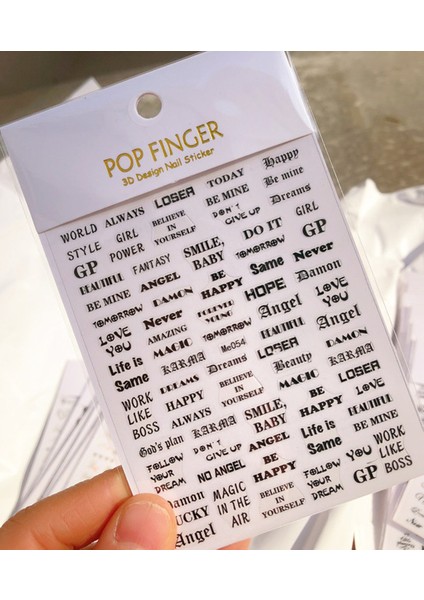 POP FINGER
3D Design Nail Sticker
WORLD
STYLE
GP
BEAUTIFUL
BE MINE
TOMORROW
LOVE
YOU
Life is
Same
WORK
LIKE
BOSS
God's plan
FOLLOW
YOUR
DREAM
Damon
LUCKY
Angel
ALWAYS
GIRL
POWER
FANTASY
ANGEL
DAMON
Never
AMAZING
MAGIC
KARMA
DREAMS
HAPPY
ALWAYS
KARMA
DON'T
GIVE UP
NO ANGEL
MAGIC
IN THE
AIR
LOSER
BELIEVE
IN
YOURSELF
SMILE,
BABY
BE
HAPPY
FOREVER
YOUNG
TOMORROW
No054
Dreams
BELIEVE
IN
YOURSELF
SMILE,
BABY
ANGEL
BE
HAPPY
BELIEVE
IN
YOURSELF
TODAY
BE MINE
DON'T
GIVE UP
DO IT
TOMORROW
Same
HOPE
Angel
BEAUTIFUL
LOSER
Beauty
MAGIC
BE
HAPPY
Life is
Same
FOLLOW
YOUR
DREAM
GP
Happy
Be mine
Dreams
GIRL
GP
Never
Damon
Angel
DAMON
KARMA
LOSER
LOVE
YOU
BEAUTIFUL
BE MINE
WORK
LIKE
BOSS